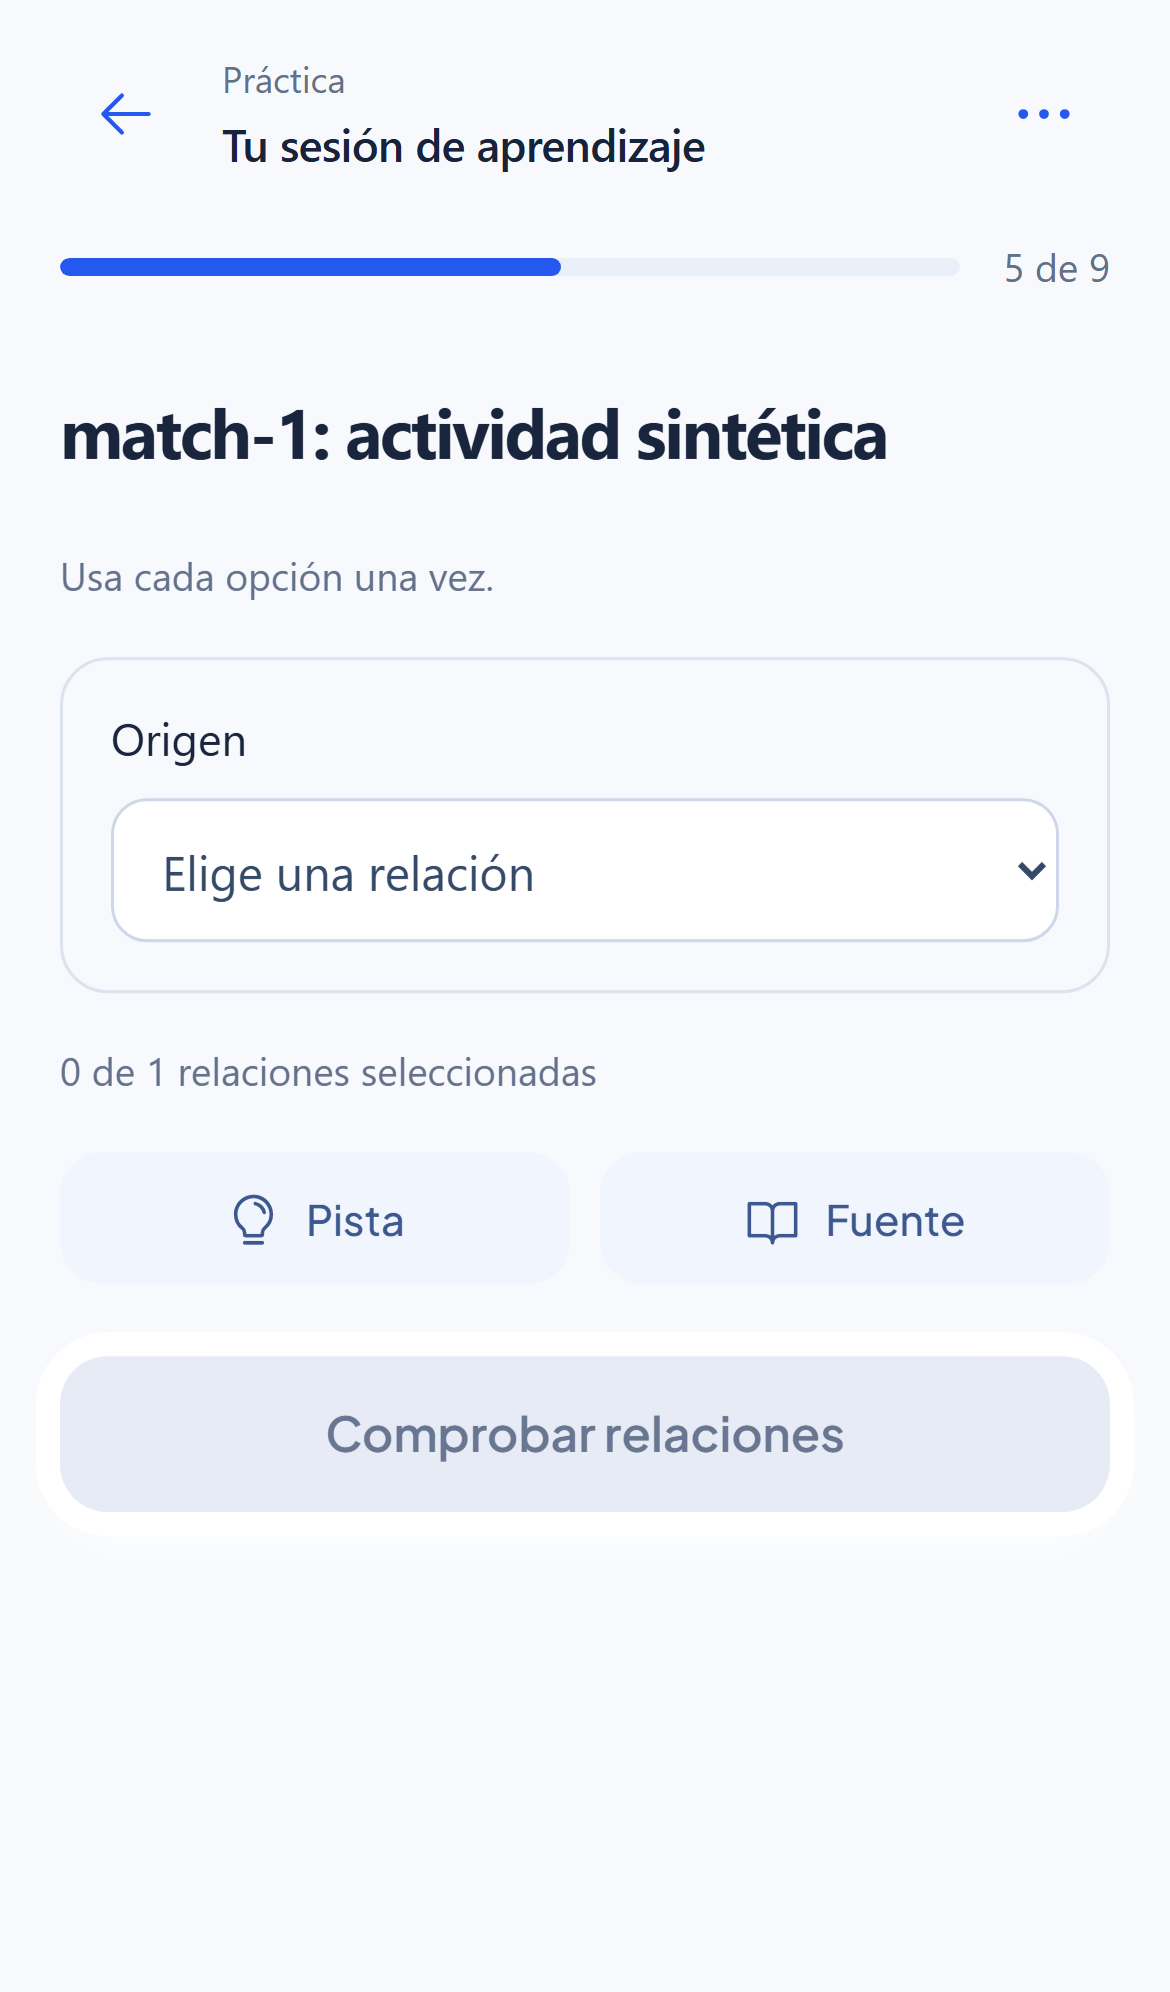 Práctica
Tu sesión de aprendizaje
5 de 9
match-1: actividad sintética
Usa cada opción una vez.
Origen
Elige una relación
0 de 1 relaciones seleccionadas
Pista
Fuente
Comprobar relaciones